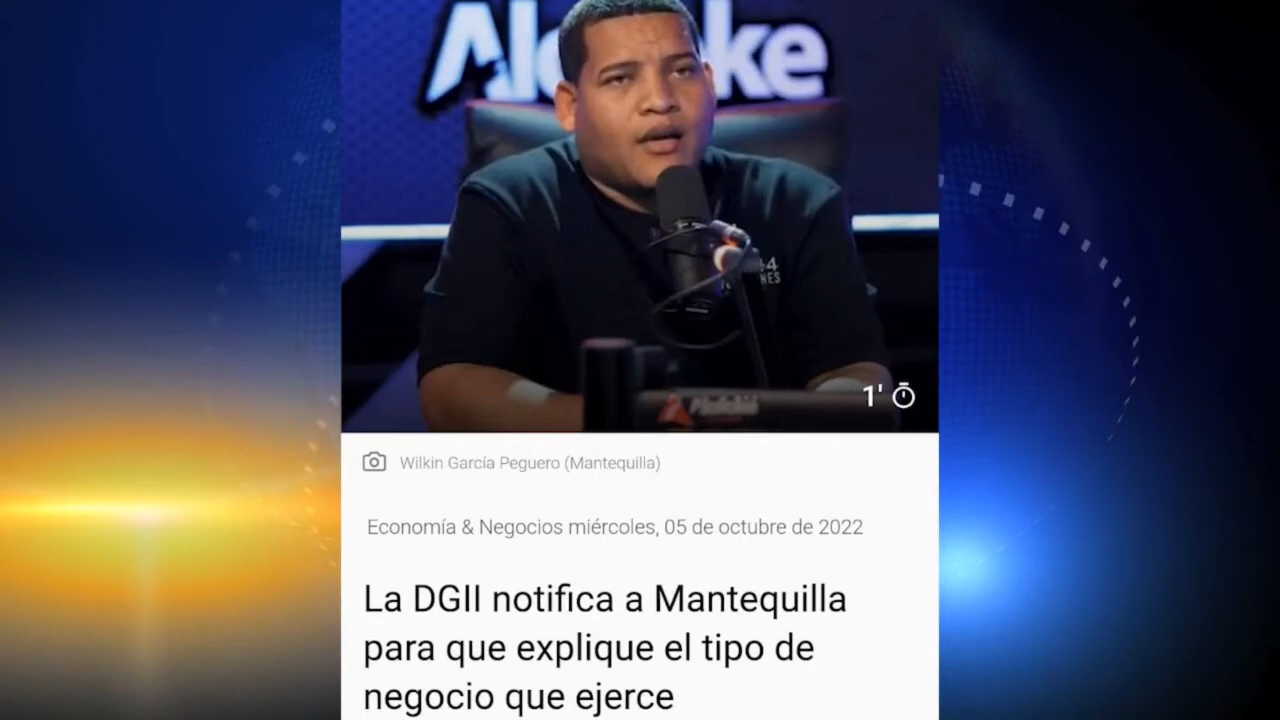 Alofoke
1'
Wilkin García Peguero (Mantequilla)
Economía & Negocios miércoles, 05 de octubre de 2022
La DGII notifica a Mantequilla
para que explique el tipo de
negocio que ejerce